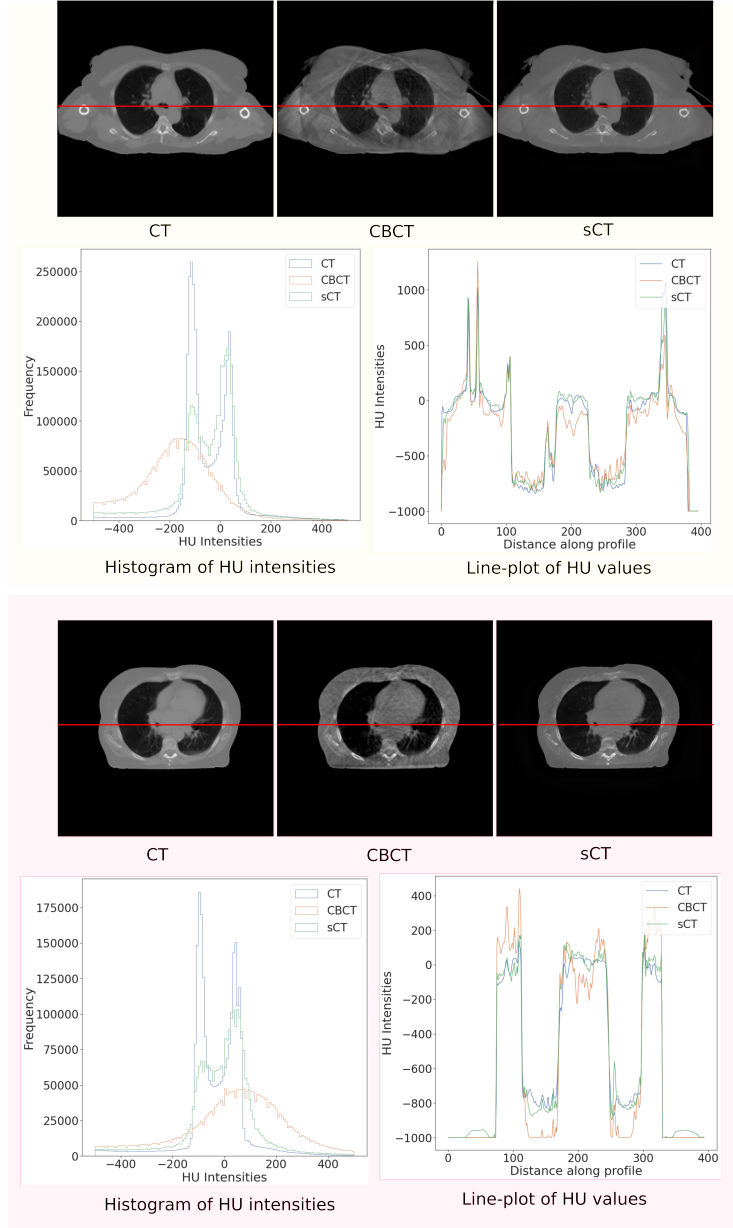 CT CBCT sCT
CT
CBCT
sCT
Frequency
250000
200000
150000
100000
50000
0
−400 −200 0 200 400
HU Intensities
Histogram of HU intensities
CT
CBCT
sCT
HU Intensities
1000
500
0
−500
−1000
0 100 200 300 400
Distance along profile
Line-plot of HU values
CT CBCT sCT
CT
CBCT
sCT
Frequency
175000
150000
125000
100000
75000
50000
25000
0
−400 −200 0 200 400
HU Intensities
Histogram of HU intensities
CT
CBCT
sCT
HU Intensities
400
200
0
−200
−400
−600
−800
−1000
0 100 200 300 400
Distance along profile
Line-plot of HU values